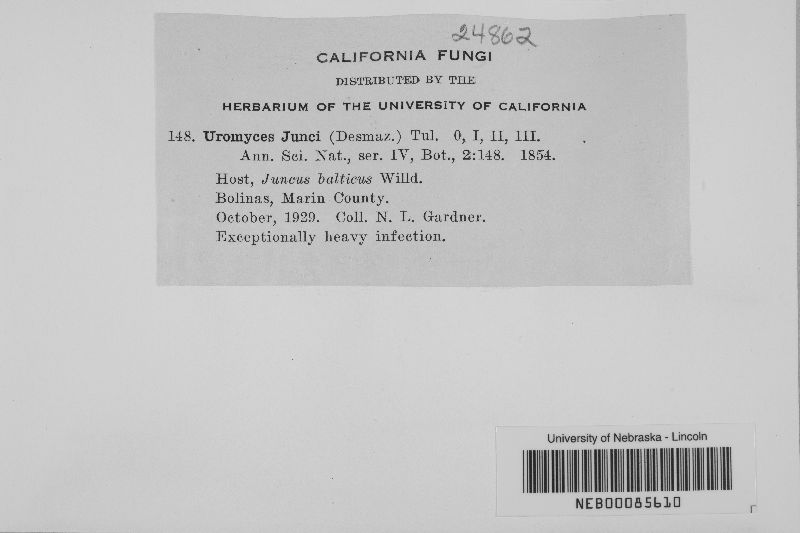 24862
CALIFORNIA FUNGI
DISTRIBUTED BY THE
HERBARIUM OF THE UNIVERSITY OF CALIFORNIA
148. Uromyces Junci (Desmaz.) Tul. 0, I, II, III.
Ann. Sci. Nat., ser. IV, Bot., 2:148. 1854.
Host, Juncus balticus Willd.
Bolinas, Marin County.
October, 1929. Coll. N. L. Gardner.
Exceptionally heavy infection.
University of Nebraska - Lincoln
NEB00085610